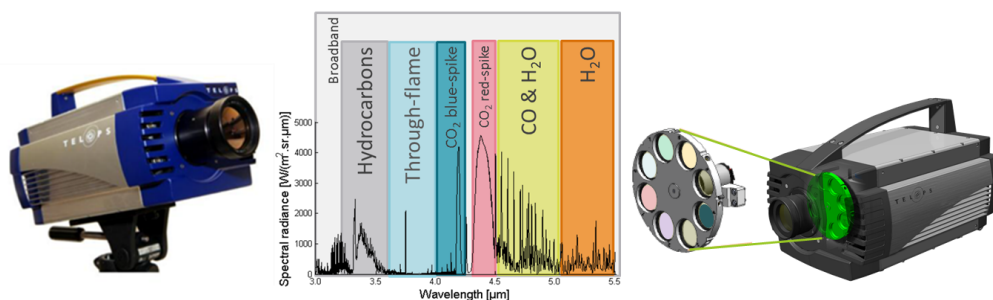 TELOPS
Broadband
Hydrocarbons
Through-flame
CO₂ blue-spike
CO₂ red-spike
CO & H₂O
H₂O
Spectral radiance [W/(m².sr.μm)]
5000
4000
3000
2000
1000
0
3.0 3.5 4.0 4.5 5.0 5.5
Wavelength [μm]
TELOPS